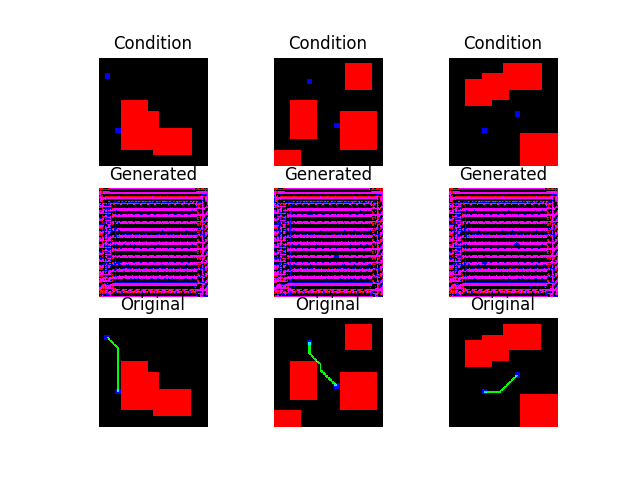 Condition Condition Condition
Generated Generated Generated
Original Original Original